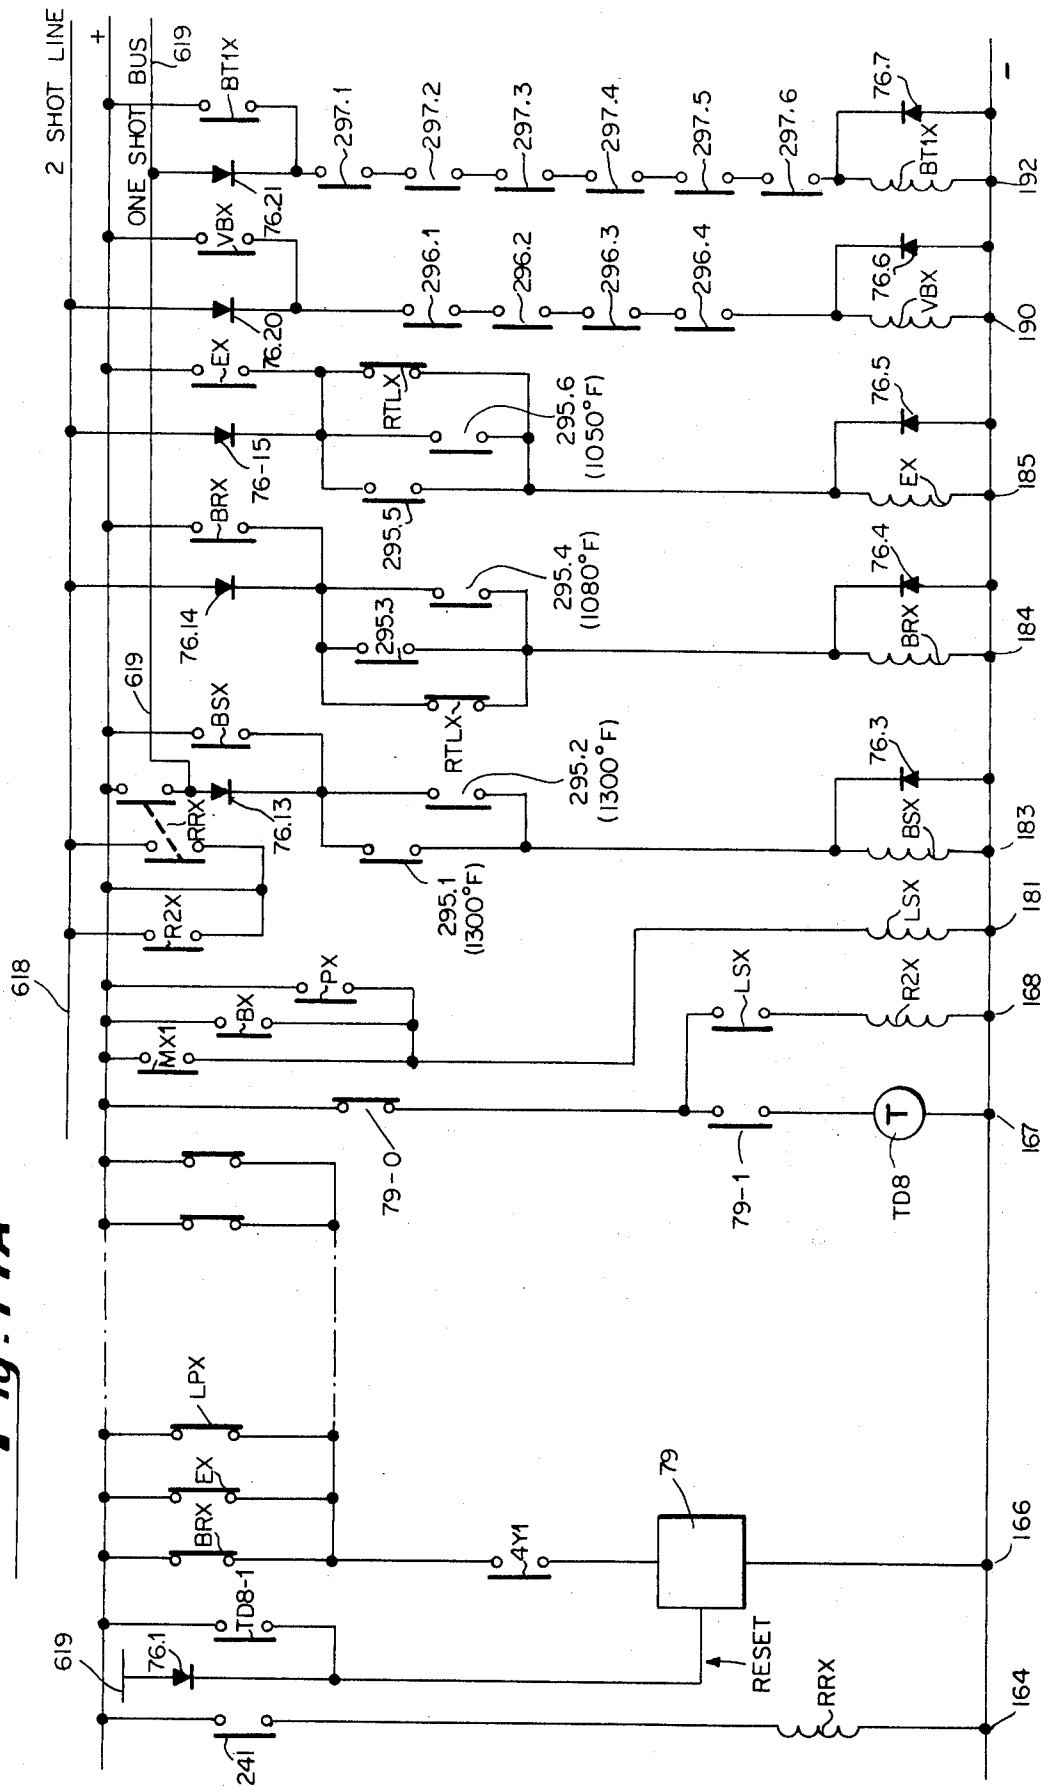 Fig. 11A
618
2 SHOT LINE
+
ONE SHOT BUS
619
619
619
241
76.1
TD8-1
BRX
EX
LPX
79-0
MX1
BX
PX
R2X
RRX
76.13
BSX
76.14
BRX
76-15
EX
76.20
VBX
76.21
BT1X
295.1
(1300°F)
295.2
(1300°F)
RTLX
295.3
295.4
(1080°F)
295.5
295.6
(1050°F)
RTLX
296.1
296.2
296.3
296.4
297.1
297.2
297.3
297.4
297.5
297.6
4Y1
79
RESET
79-1
LSX
RRX
TD8
R2X
LSX
BSX
76.3
BRX
76.4
EX
76.5
VBX
76.6
BT1X
76.7
-
164
166
167
168
181
183
184
185
190
192